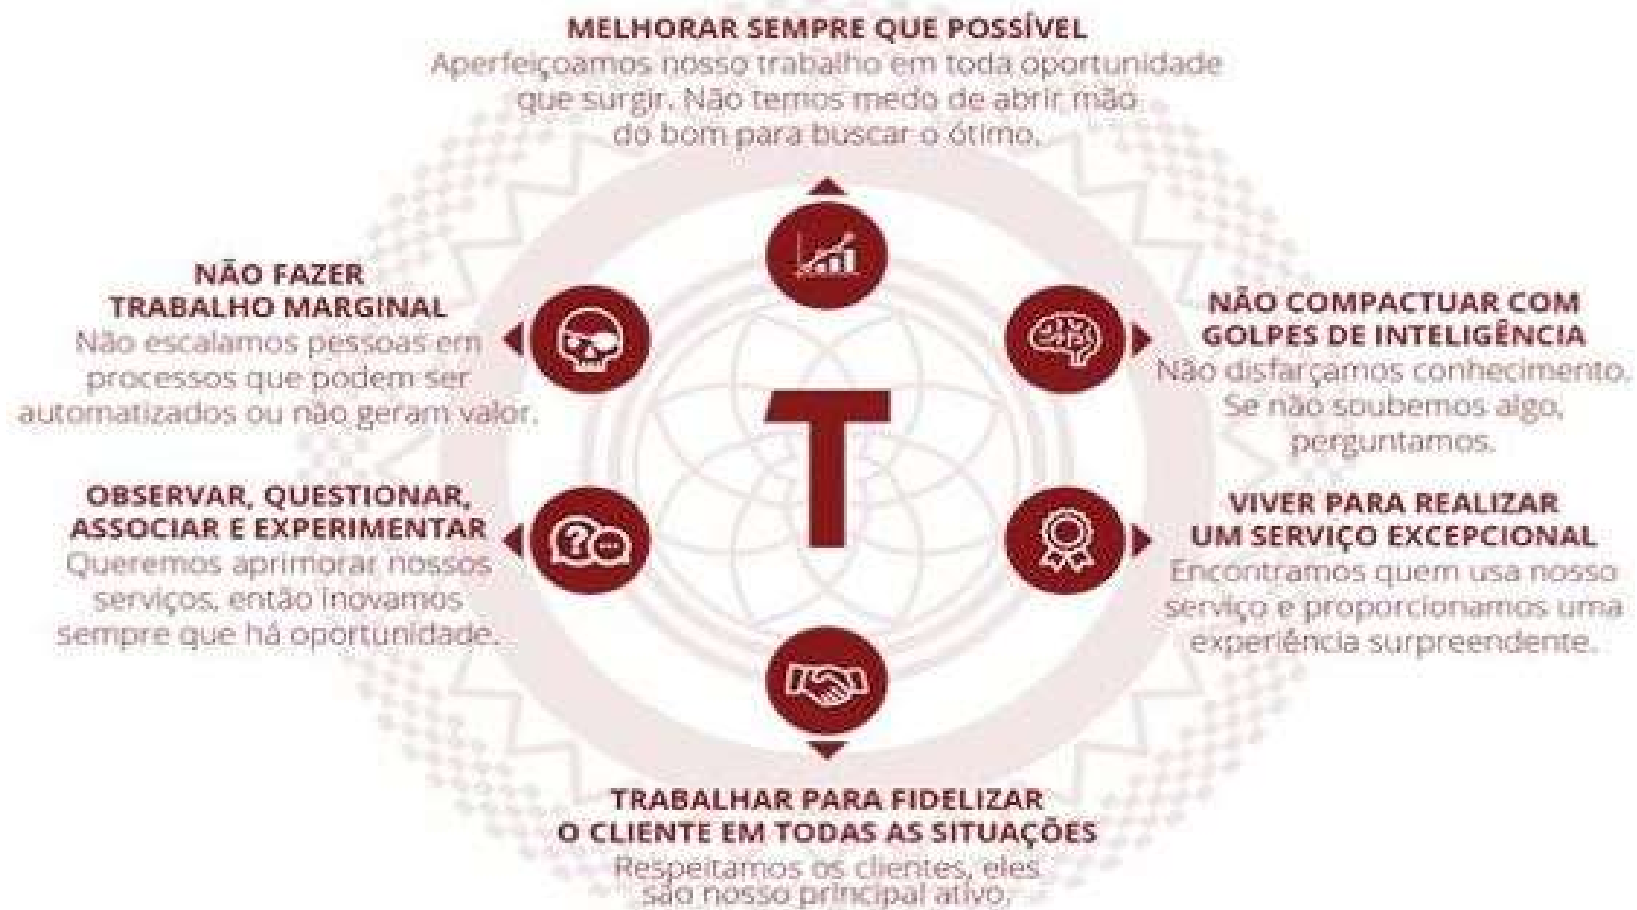 MELHORAR SEMPRE QUE POSSÍVEL
Aperfeiçoamos nosso trabalho em toda oportunidade
que surgir. Não temos medo de abrir mão
do bom para buscar o ótimo.
NÃO FAZER
TRABALHO MARGINAL
Não escalamos pessoas em
processos que podem ser
automatizados ou não geram valor.
NÃO COMPACTUAR COM
GOLPES DE INTELIGÊNCIA
Não disfarçamos conhecimento.
Se não soubemos algo,
perguntamos.
T
OBSERVAR, QUESTIONAR,
ASSOCIAR E EXPERIMENTAR
Queremos aprimorar nossos
serviços, então inovamos
sempre que há oportunidade.
VIVER PARA REALIZAR
UM SERVIÇO EXCEPCIONAL
Encontramos quem usa nosso
serviço e proporcionamos uma
experiência surpreendente.
TRABALHAR PARA FIDELIZAR
O CLIENTE EM TODAS AS SITUAÇÕES
Respeitamos os clientes, eles
são nosso principal ativo.